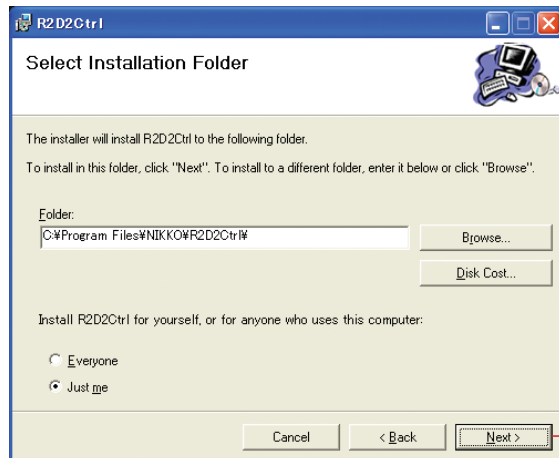 R2D2Ctrl
Select Installation Folder
The installer will install R2D2Ctrl to the following folder.
To install in this folder, click "Next". To install to a different folder, enter it below or click "Browse".
Folder:
C:¥Program Files¥NIKKO¥R2D2Ctrl¥
Browse...
Disk Cost...
Install R2D2Ctrl for yourself, or for anyone who uses this computer:
Everyone
Just me
Cancel < Back Next >